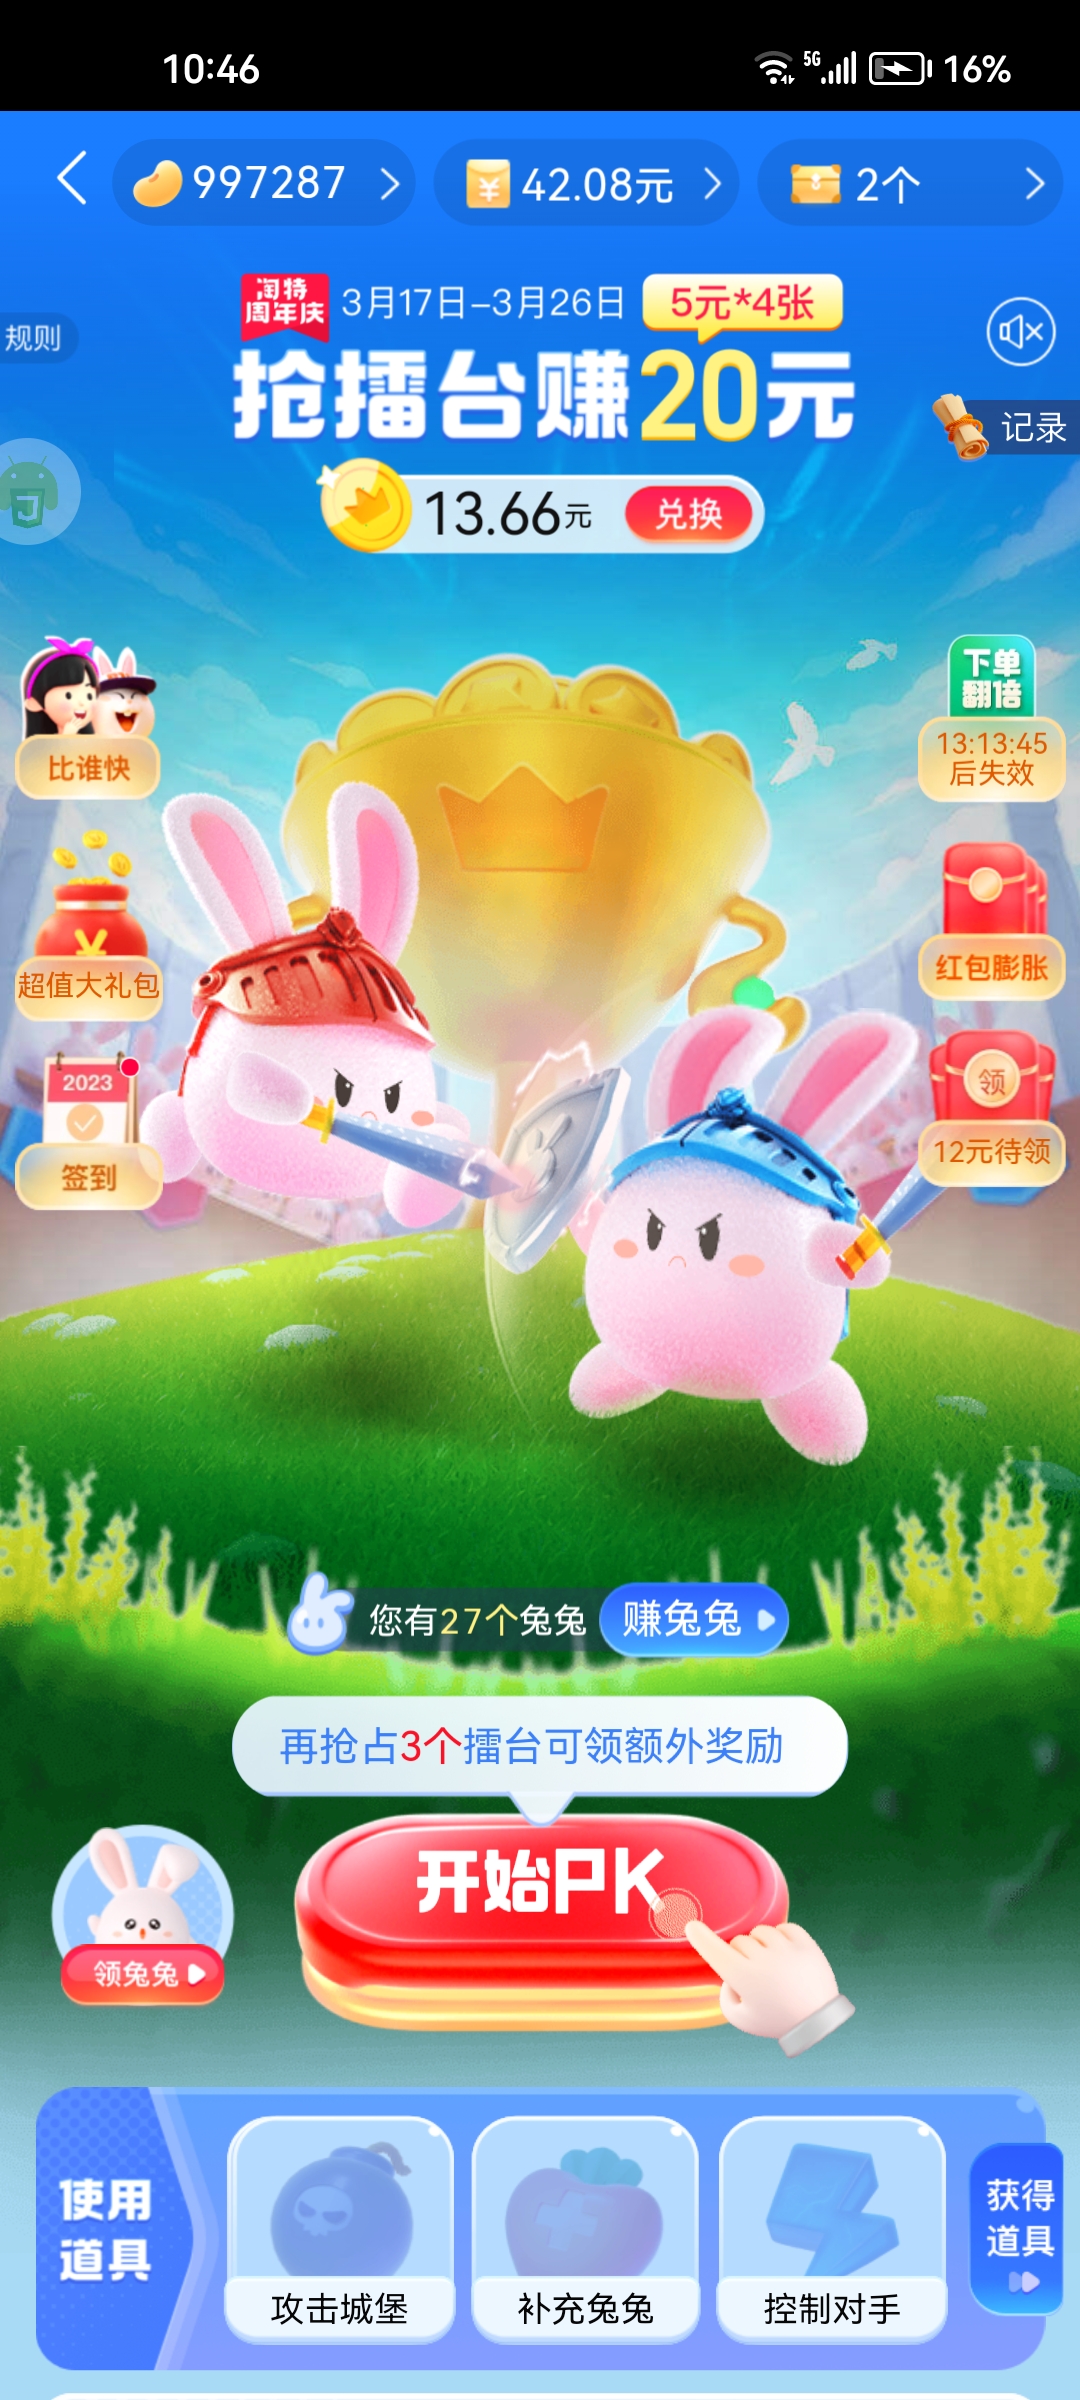 10:46
5G
16%
997287
42.08元
2个
淘特
周年庆
3月17日-3月26日
5元*4张
规则
抢擂台赚20元
记录
13.66元
兑换
下单
翻倍
13:13:45
后失效
比谁快
超值大礼包
红包膨胀
2023
签到
领
12元待领
您有27个兔兔
赚兔兔
再抢占3个擂台可领额外奖励
开始PK
领兔兔
使用
道具
攻击城堡
补充兔兔
控制对手
获得
道具